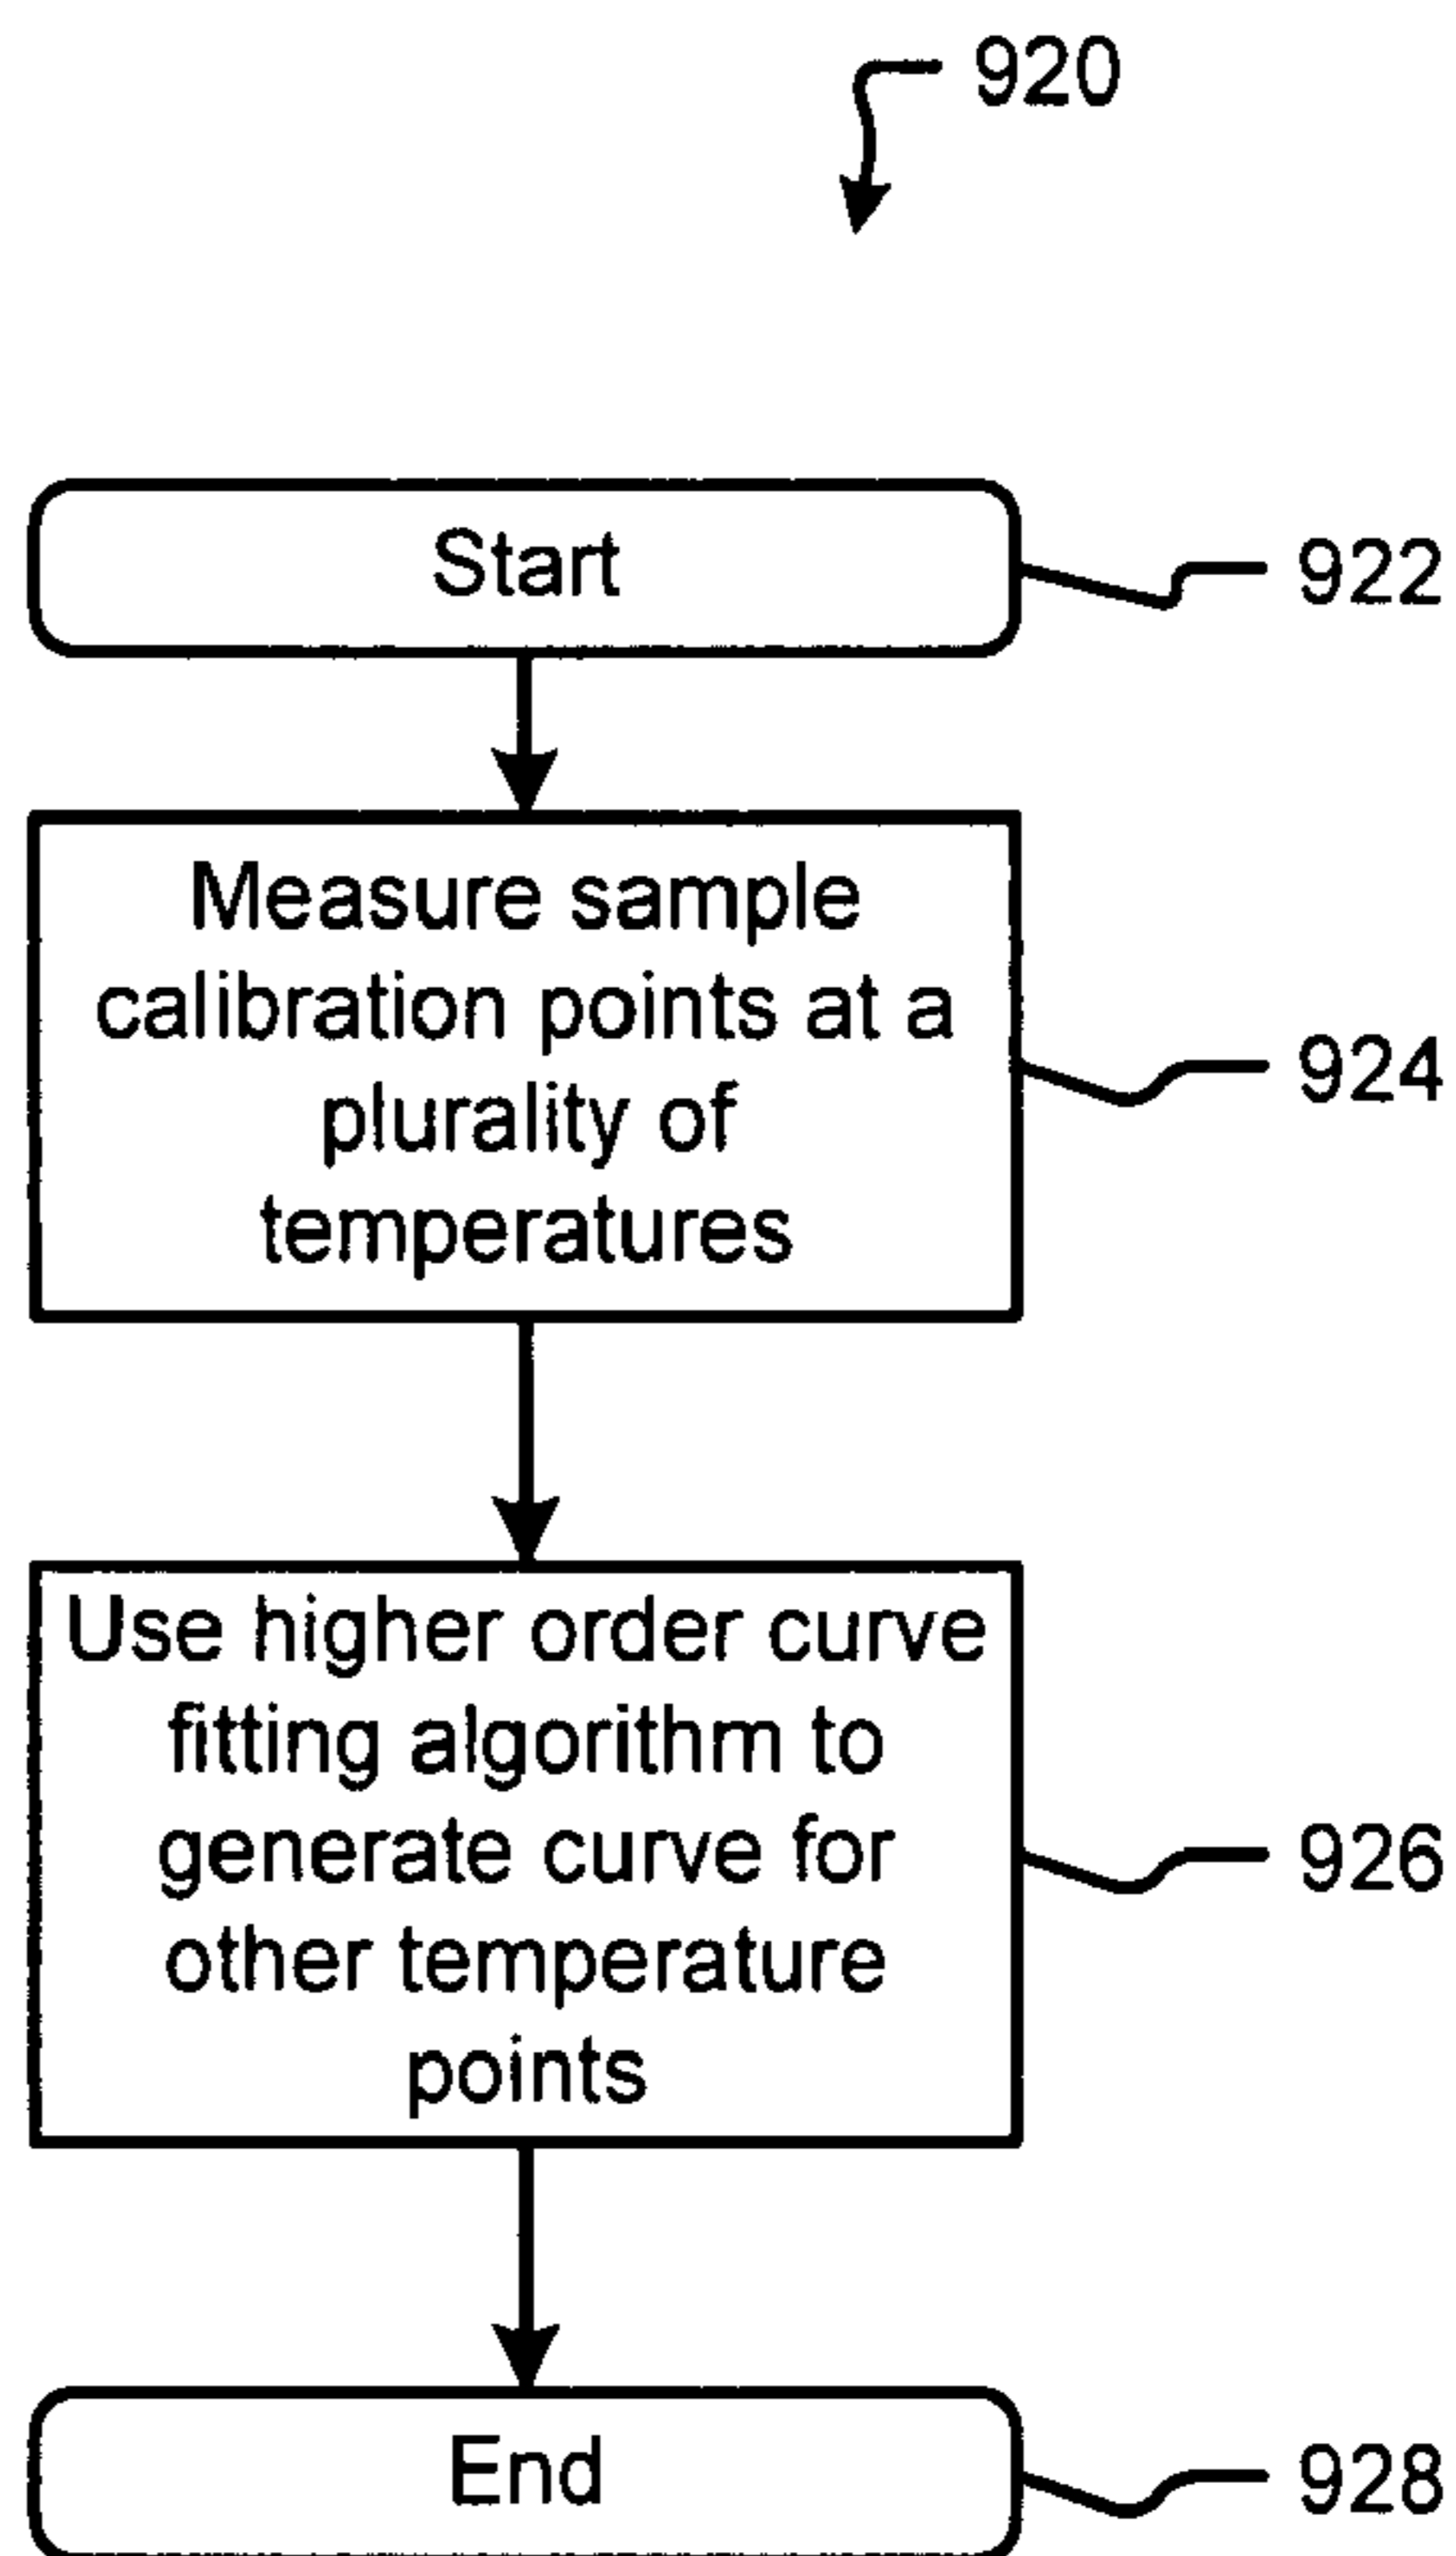 920
Start
922
Measure sample
calibration points at a
plurality of
temperatures
924
Use higher order curve
fitting algorithm to
generate curve for
other temperature
points
926
End
928